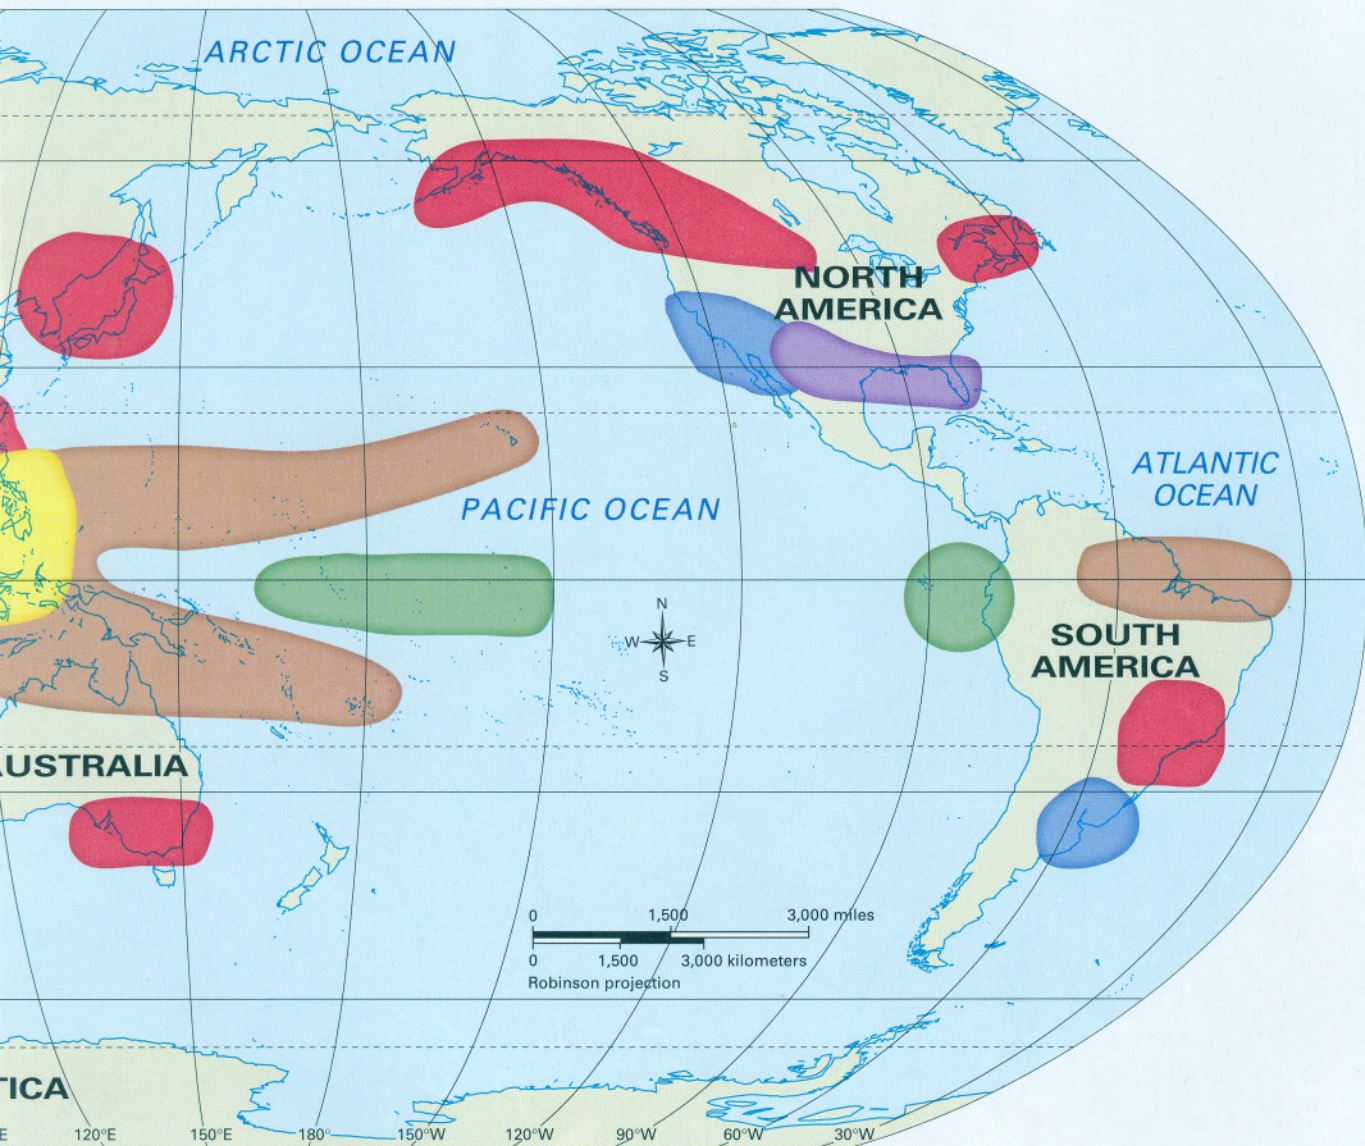 ARCTIC OCEAN
NORTH
AMERICA
ATLANTIC
OCEAN
PACIFIC OCEAN
N
W E
S
SOUTH
AMERICA
AUSTRALIA
0 1,500 3,000 miles
0 1,500 3,000 kilometers
Robinson projection
TICA
E 120°E 150°E 180° 150°W 120°W 90°W 60°W 30°W